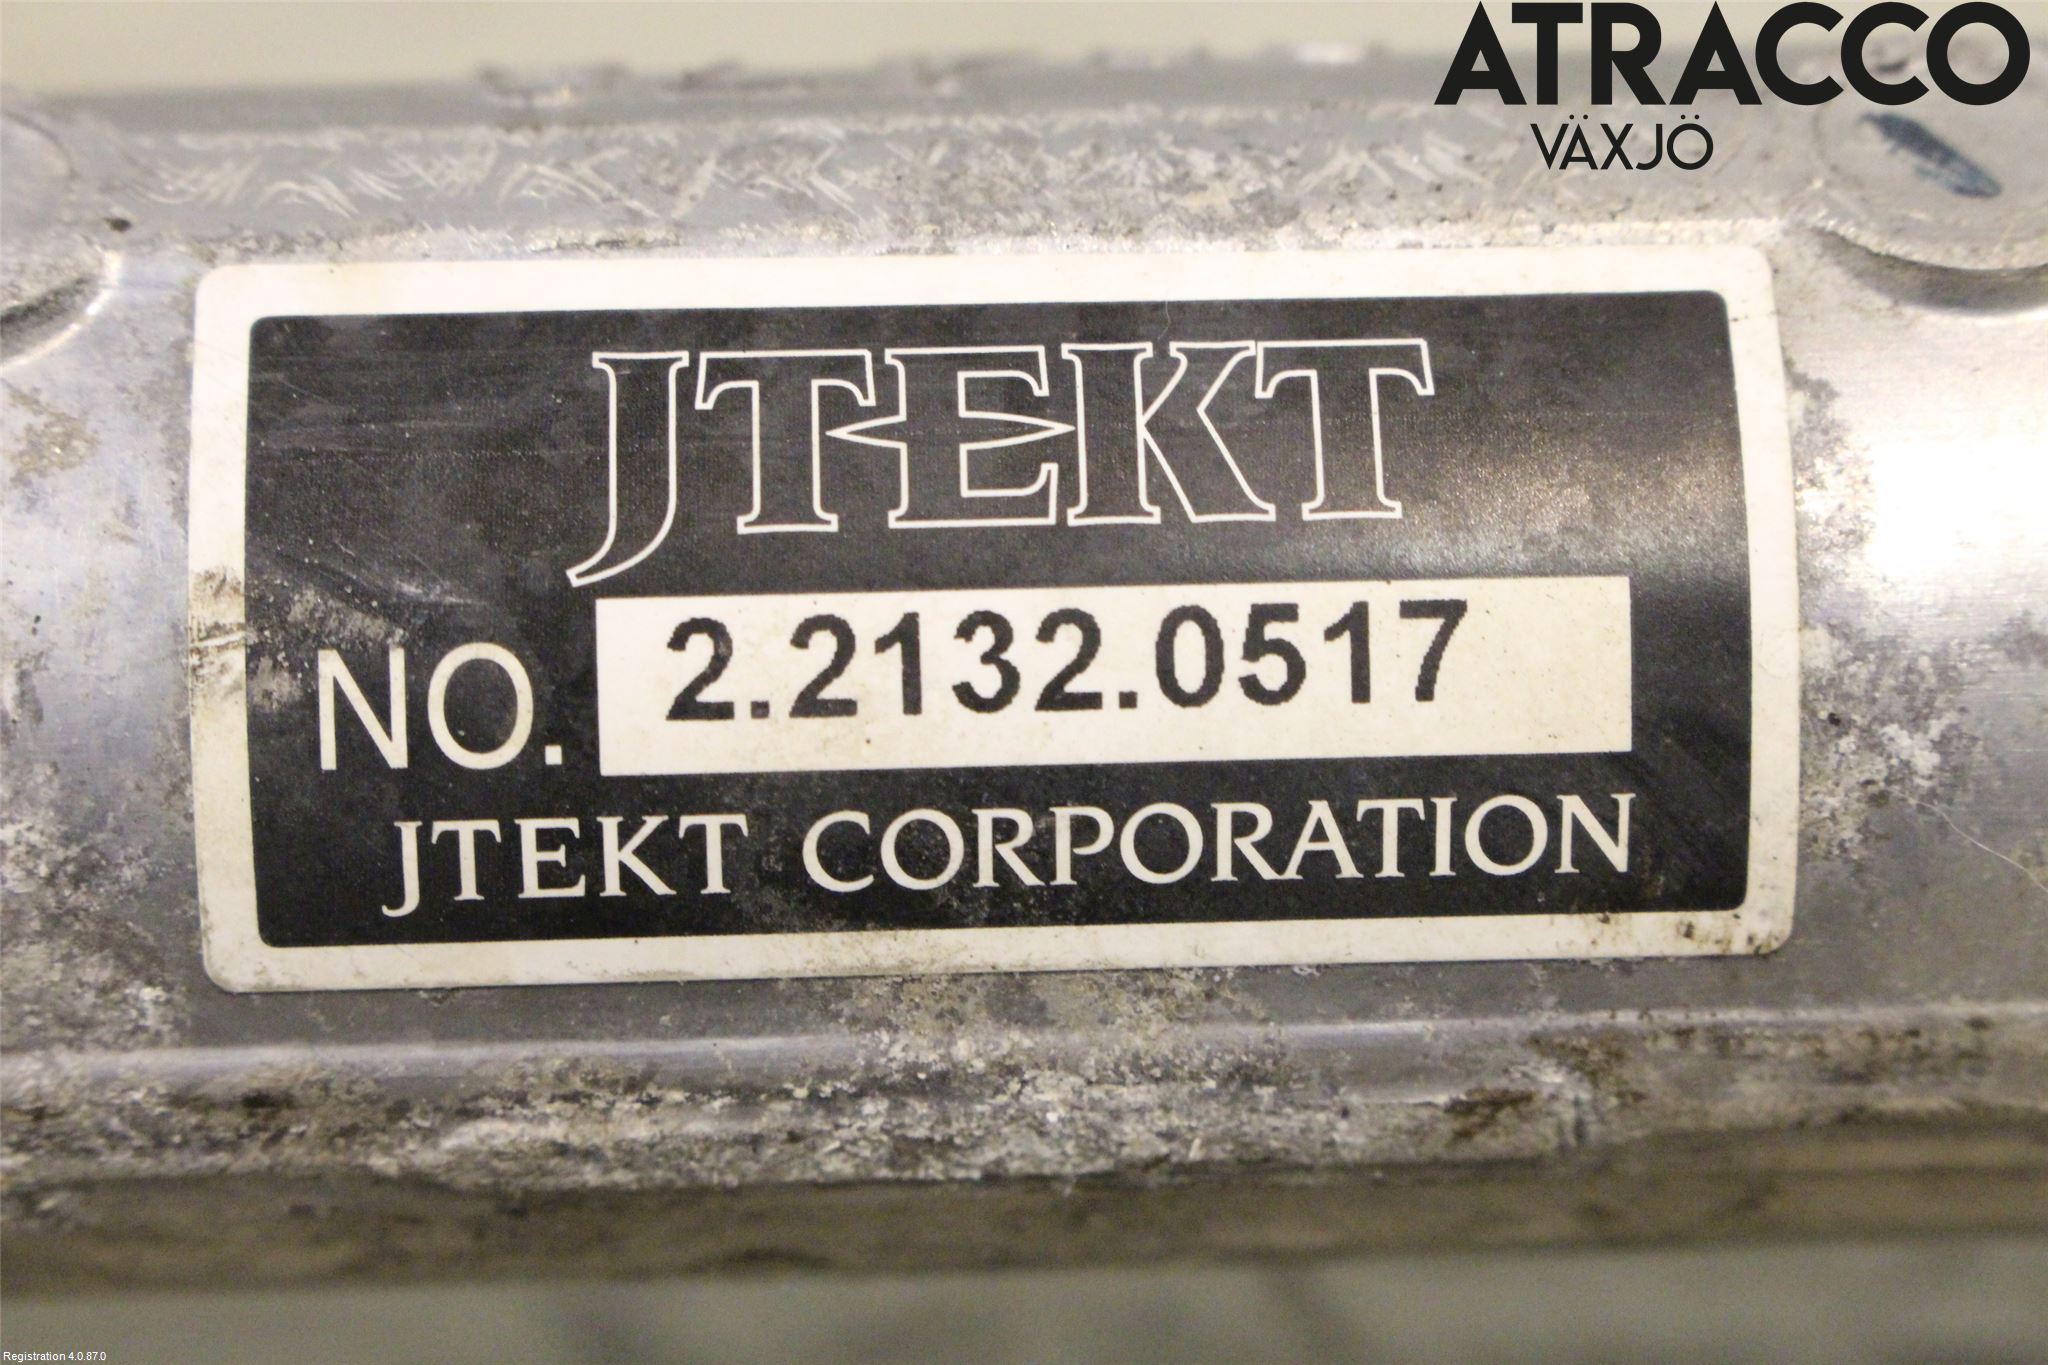 ATRACCO
VÄXJÖ
JTEKT
NO. 2.2132.0517
JTEKT CORPORATION
Registration 4.0.87.0